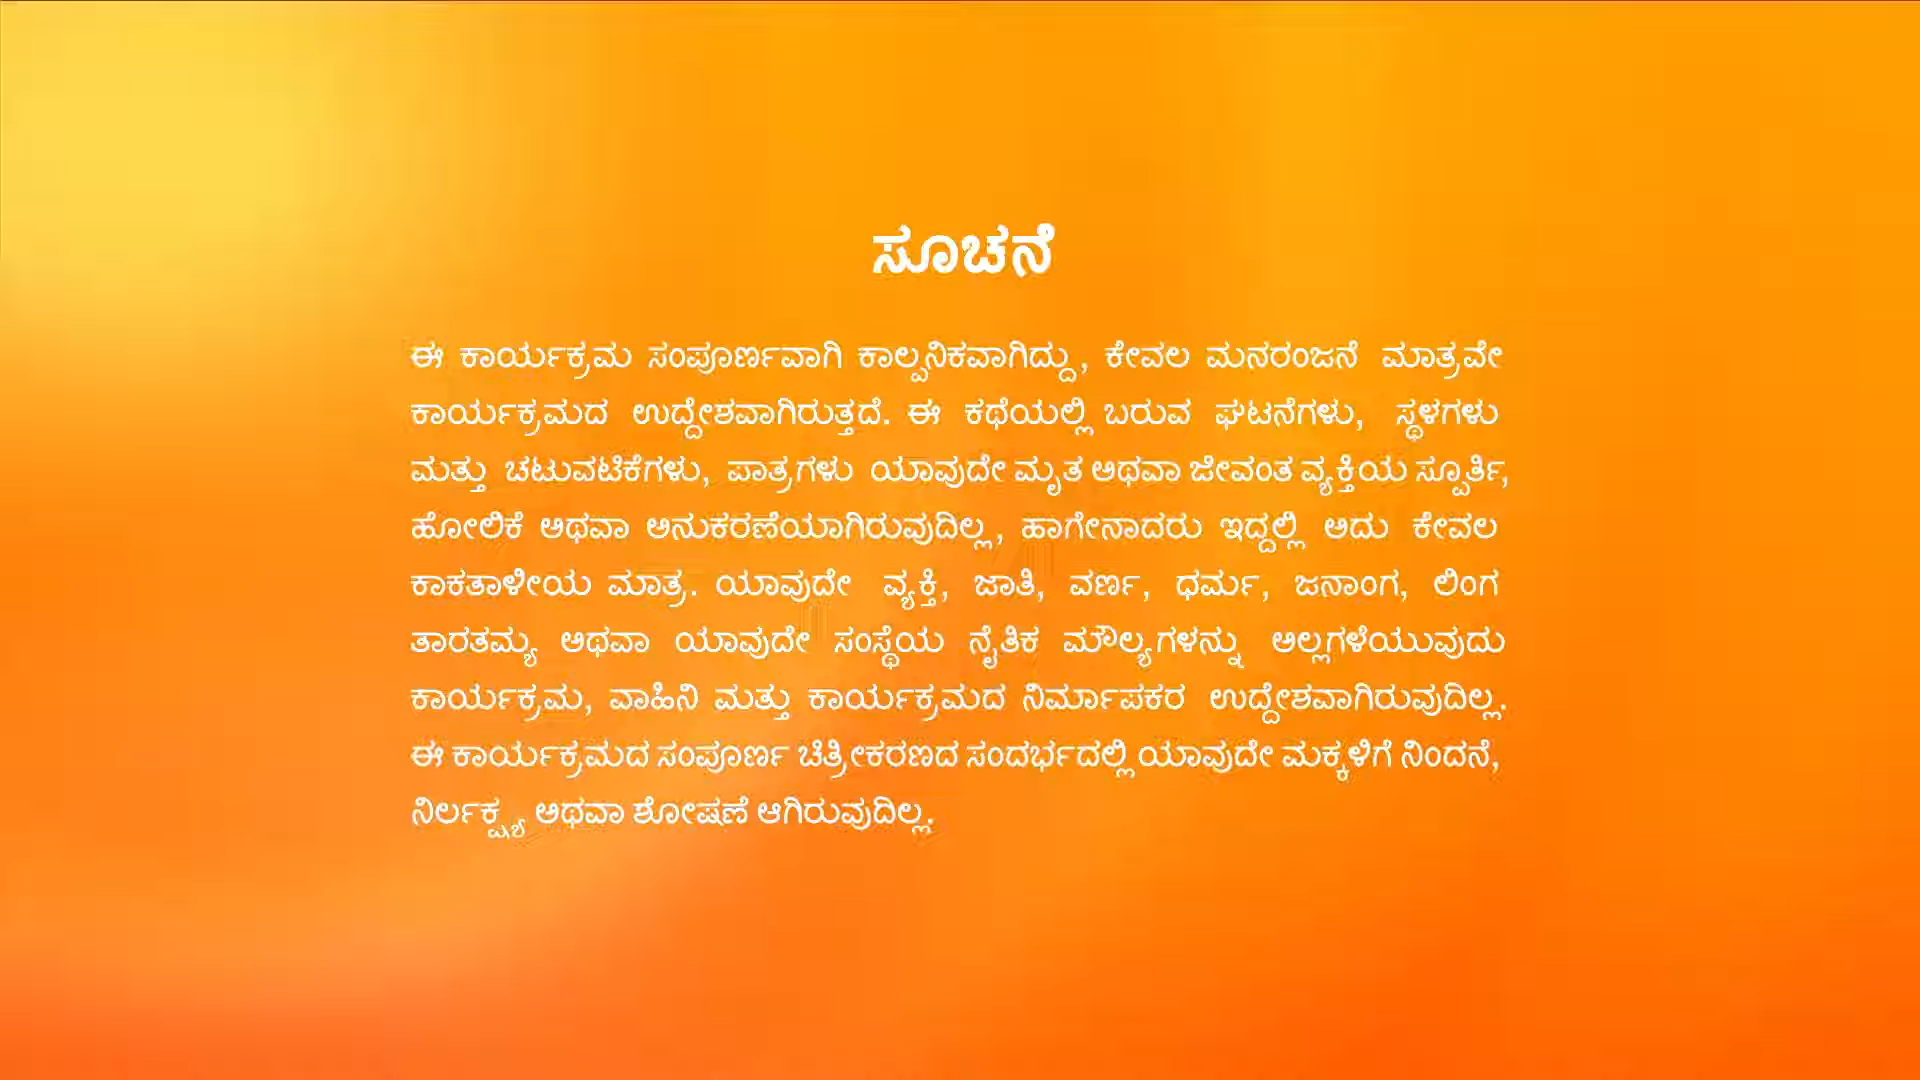 ಸೂಚನೆ
ಈ ಕಾರ್ಯಕ್ರಮ ಸಂಪೂರ್ಣವಾಗಿ ಕಾಲ್ಪನಿಕವಾಗಿದ್ದು, ಕೇವಲ ಮನರಂಜನೆ ಮಾತ್ರವೇ
ಕಾರ್ಯಕ್ರಮದ ಉದ್ದೇಶವಾಗಿರುತ್ತದೆ. ಈ ಕಥೆಯಲ್ಲಿ ಬರುವ ಘಟನೆಗಳು, ಸ್ಥಳಗಳು
ಮತ್ತು ಚಟುವಟಿಕೆಗಳು, ಪಾತ್ರಗಳು ಯಾವುದೇ ಮೃತ ಅಥವಾ ಜೀವಂತ ವ್ಯಕ್ತಿಯ ಸ್ಪೂರ್ತಿ,
ಹೋಲಿಕೆ ಅಥವಾ ಅನುಕರಣೆಯಾಗಿರುವುದಿಲ್ಲ, ಹಾಗೇನಾದರು ಇದ್ದಲ್ಲಿ ಅದು ಕೇವಲ
ಕಾಕತಾಳೀಯ ಮಾತ್ರ. ಯಾವುದೇ ವ್ಯಕ್ತಿ, ಜಾತಿ, ವರ್ಣ, ಧರ್ಮ, ಜನಾಂಗ, ಲಿಂಗ
ತಾರತಮ್ಯ ಅಥವಾ ಯಾವುದೇ ಸಂಸ್ಥೆಯ ನೈತಿಕ ಮೌಲ್ಯಗಳನ್ನು ಅಲ್ಲಗಳೆಯುವುದು
ಕಾರ್ಯಕ್ರಮ, ವಾಹಿನಿ ಮತ್ತು ಕಾರ್ಯಕ್ರಮದ ನಿರ್ಮಾಪಕರ ಉದ್ದೇಶವಾಗಿರುವುದಿಲ್ಲ.
ಈ ಕಾರ್ಯಕ್ರಮದ ಸಂಪೂರ್ಣ ಚಿತ್ರೀಕರಣದ ಸಂದರ್ಭದಲ್ಲಿ ಯಾವುದೇ ಮಕ್ಕಳಿಗೆ ನಿಂದನೆ,
ನಿರ್ಲಕ್ಷ್ಯ ಅಥವಾ ಶೋಷಣೆ ಆಗಿರುವುದಿಲ್ಲ.